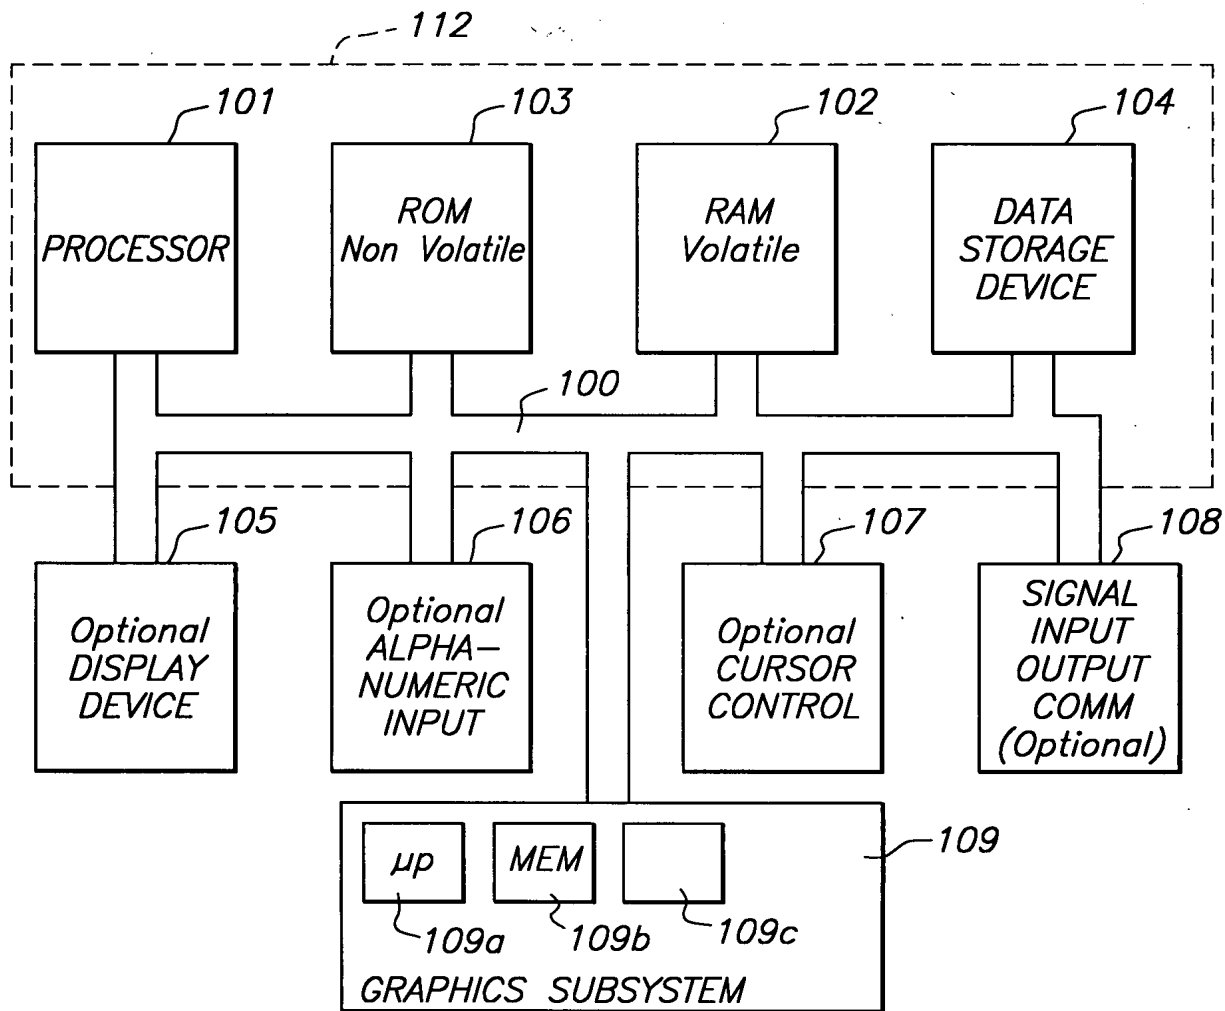 112
101
103
102
104
PROCESSOR
ROM
Non Volatile
RAM
Volatile
DATA
STORAGE
DEVICE
100
105
106
107
108
Optional
DISPLAY
DEVICE
Optional
ALPHA-
NUMERIC
INPUT
Optional
CURSOR
CONTROL
SIGNAL
INPUT
OUTPUT
COMM
(Optional)
109
μp
MEM
109a
109b
109c
GRAPHICS SUBSYSTEM